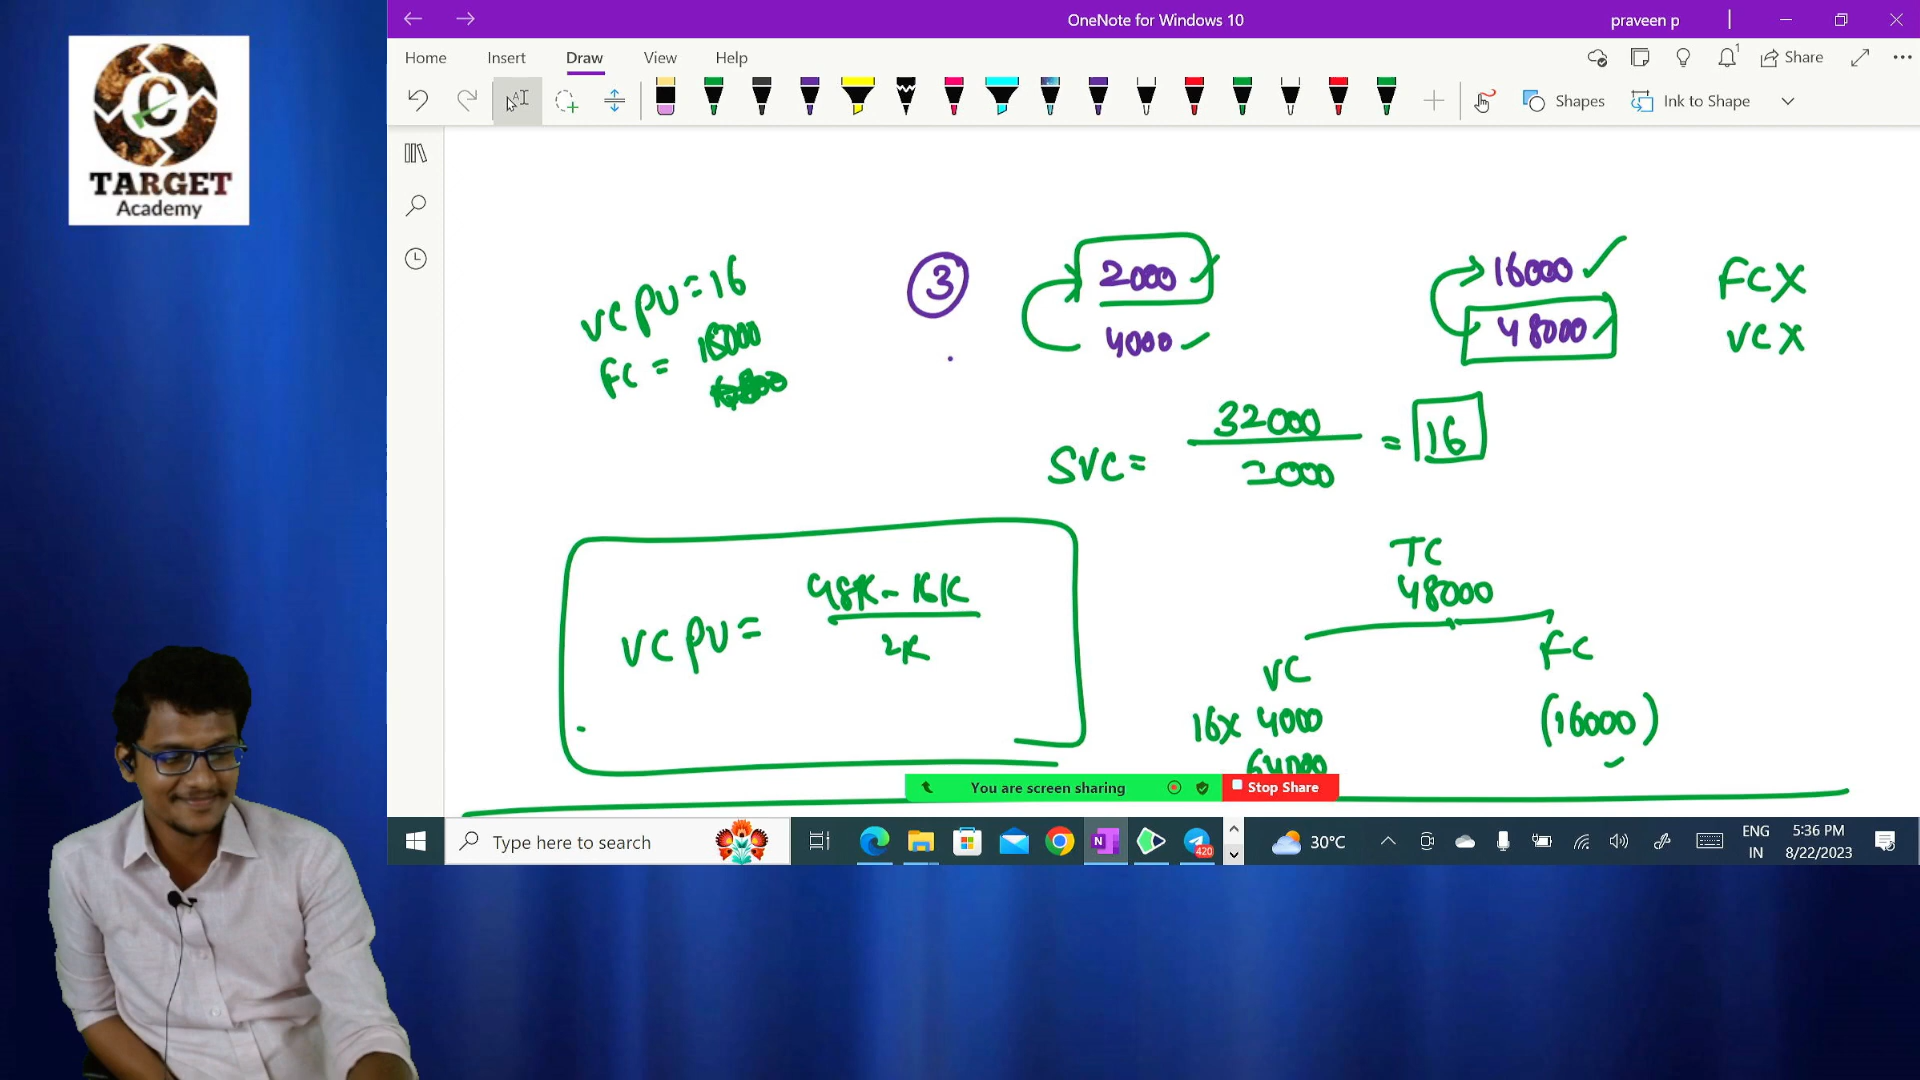 OneNote for Windows 10
praveen p
Home Insert Draw View Help
Share
Shapes
Ink to Shape
TARGET
Academy
VC PU = 16
FC =
3
2000
4000
16000
48000
FC X
VC X
SVC = 32000 / 2000 = 16
VC PU = 48K - 16K / 2K
TC
48000
VC
FC
16 x 4000
(16000)
64000
You are screen sharing
Stop Share
Type here to search
420
30°C
ENG
IN
5:36 PM
8/22/2023